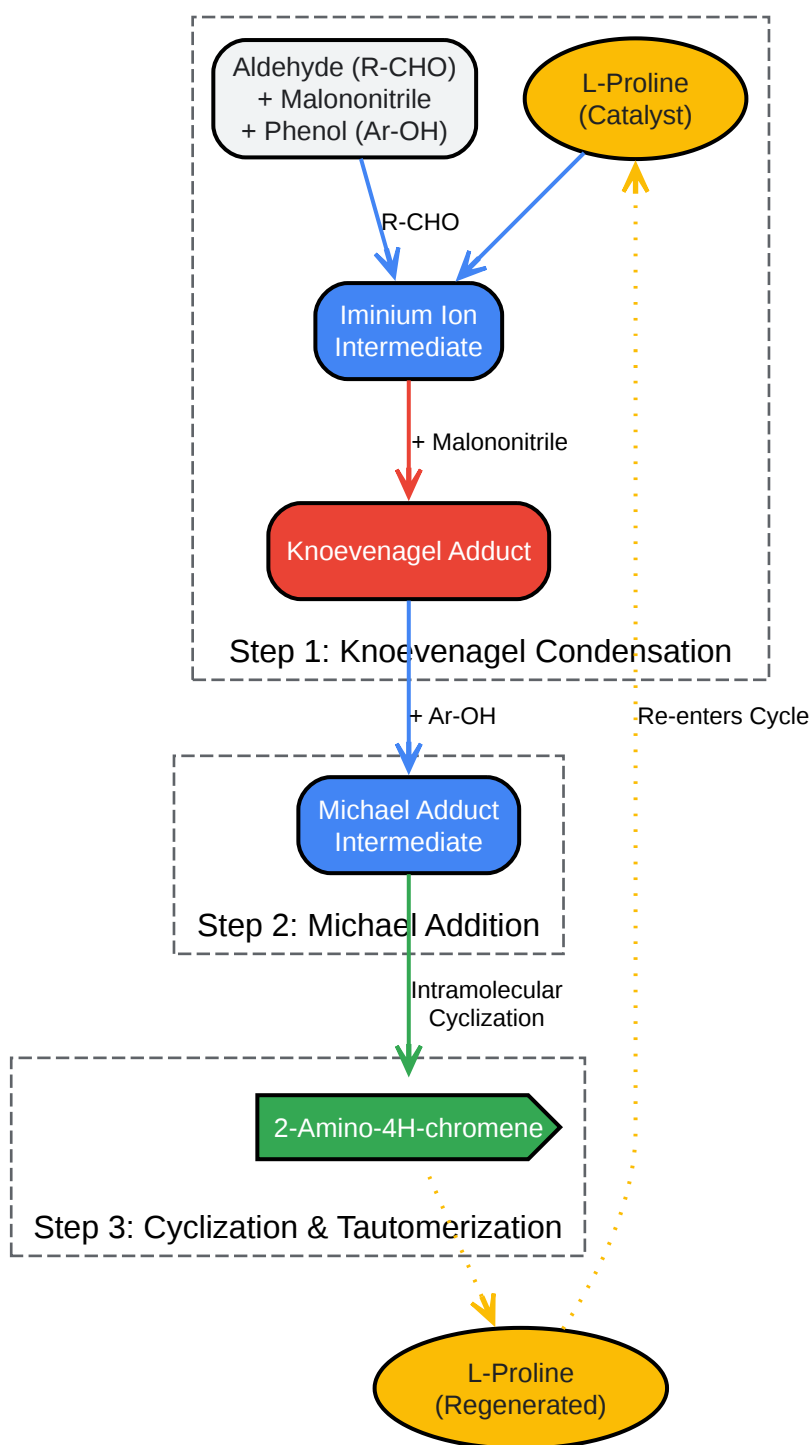 Aldehyde (R-CHO)
+ Malononitrile
+ Phenol (Ar-OH)
L-Proline
(Catalyst)
R-CHO
Iminium Ion
Intermediate
+ Malononitrile
Knoevenagel Adduct
Step 1: Knoevenagel Condensation
+ Ar-OH
Re-enters Cycle
Michael Adduct
Intermediate
Step 2: Michael Addition
Intramolecular
Cyclization
2-Amino-4H-chromene
Step 3: Cyclization & Tautomerization
L-Proline
(Regenerated)